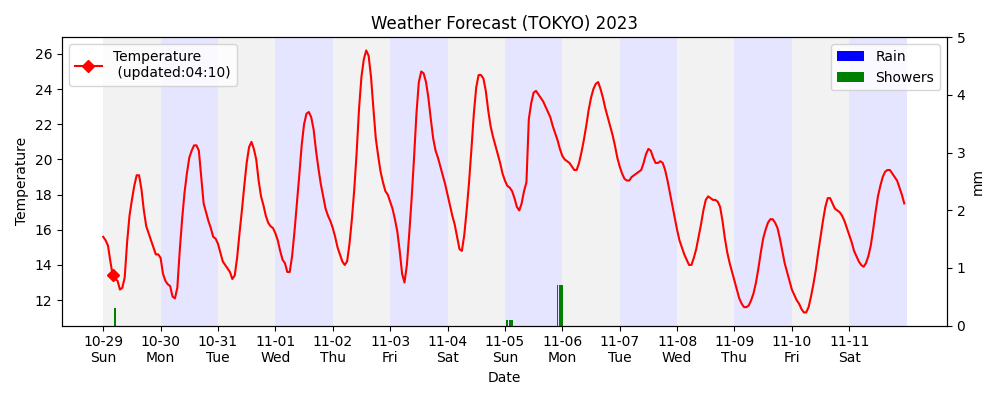 Weather Forecast (TOKYO) 2023
Temperature
(updated:04:10)
Rain
Showers
Temperature
26
24
22
20
18
16
14
12
5
4
3
2
1
0
mm
10-29 10-30 10-31 11-01 11-02 11-03 11-04 11-05 11-06 11-07 11-08 11-09 11-10 11-11
Sun Mon Tue Wed Thu Fri Sat Sun Mon Tue Wed Thu Fri Sat
Date